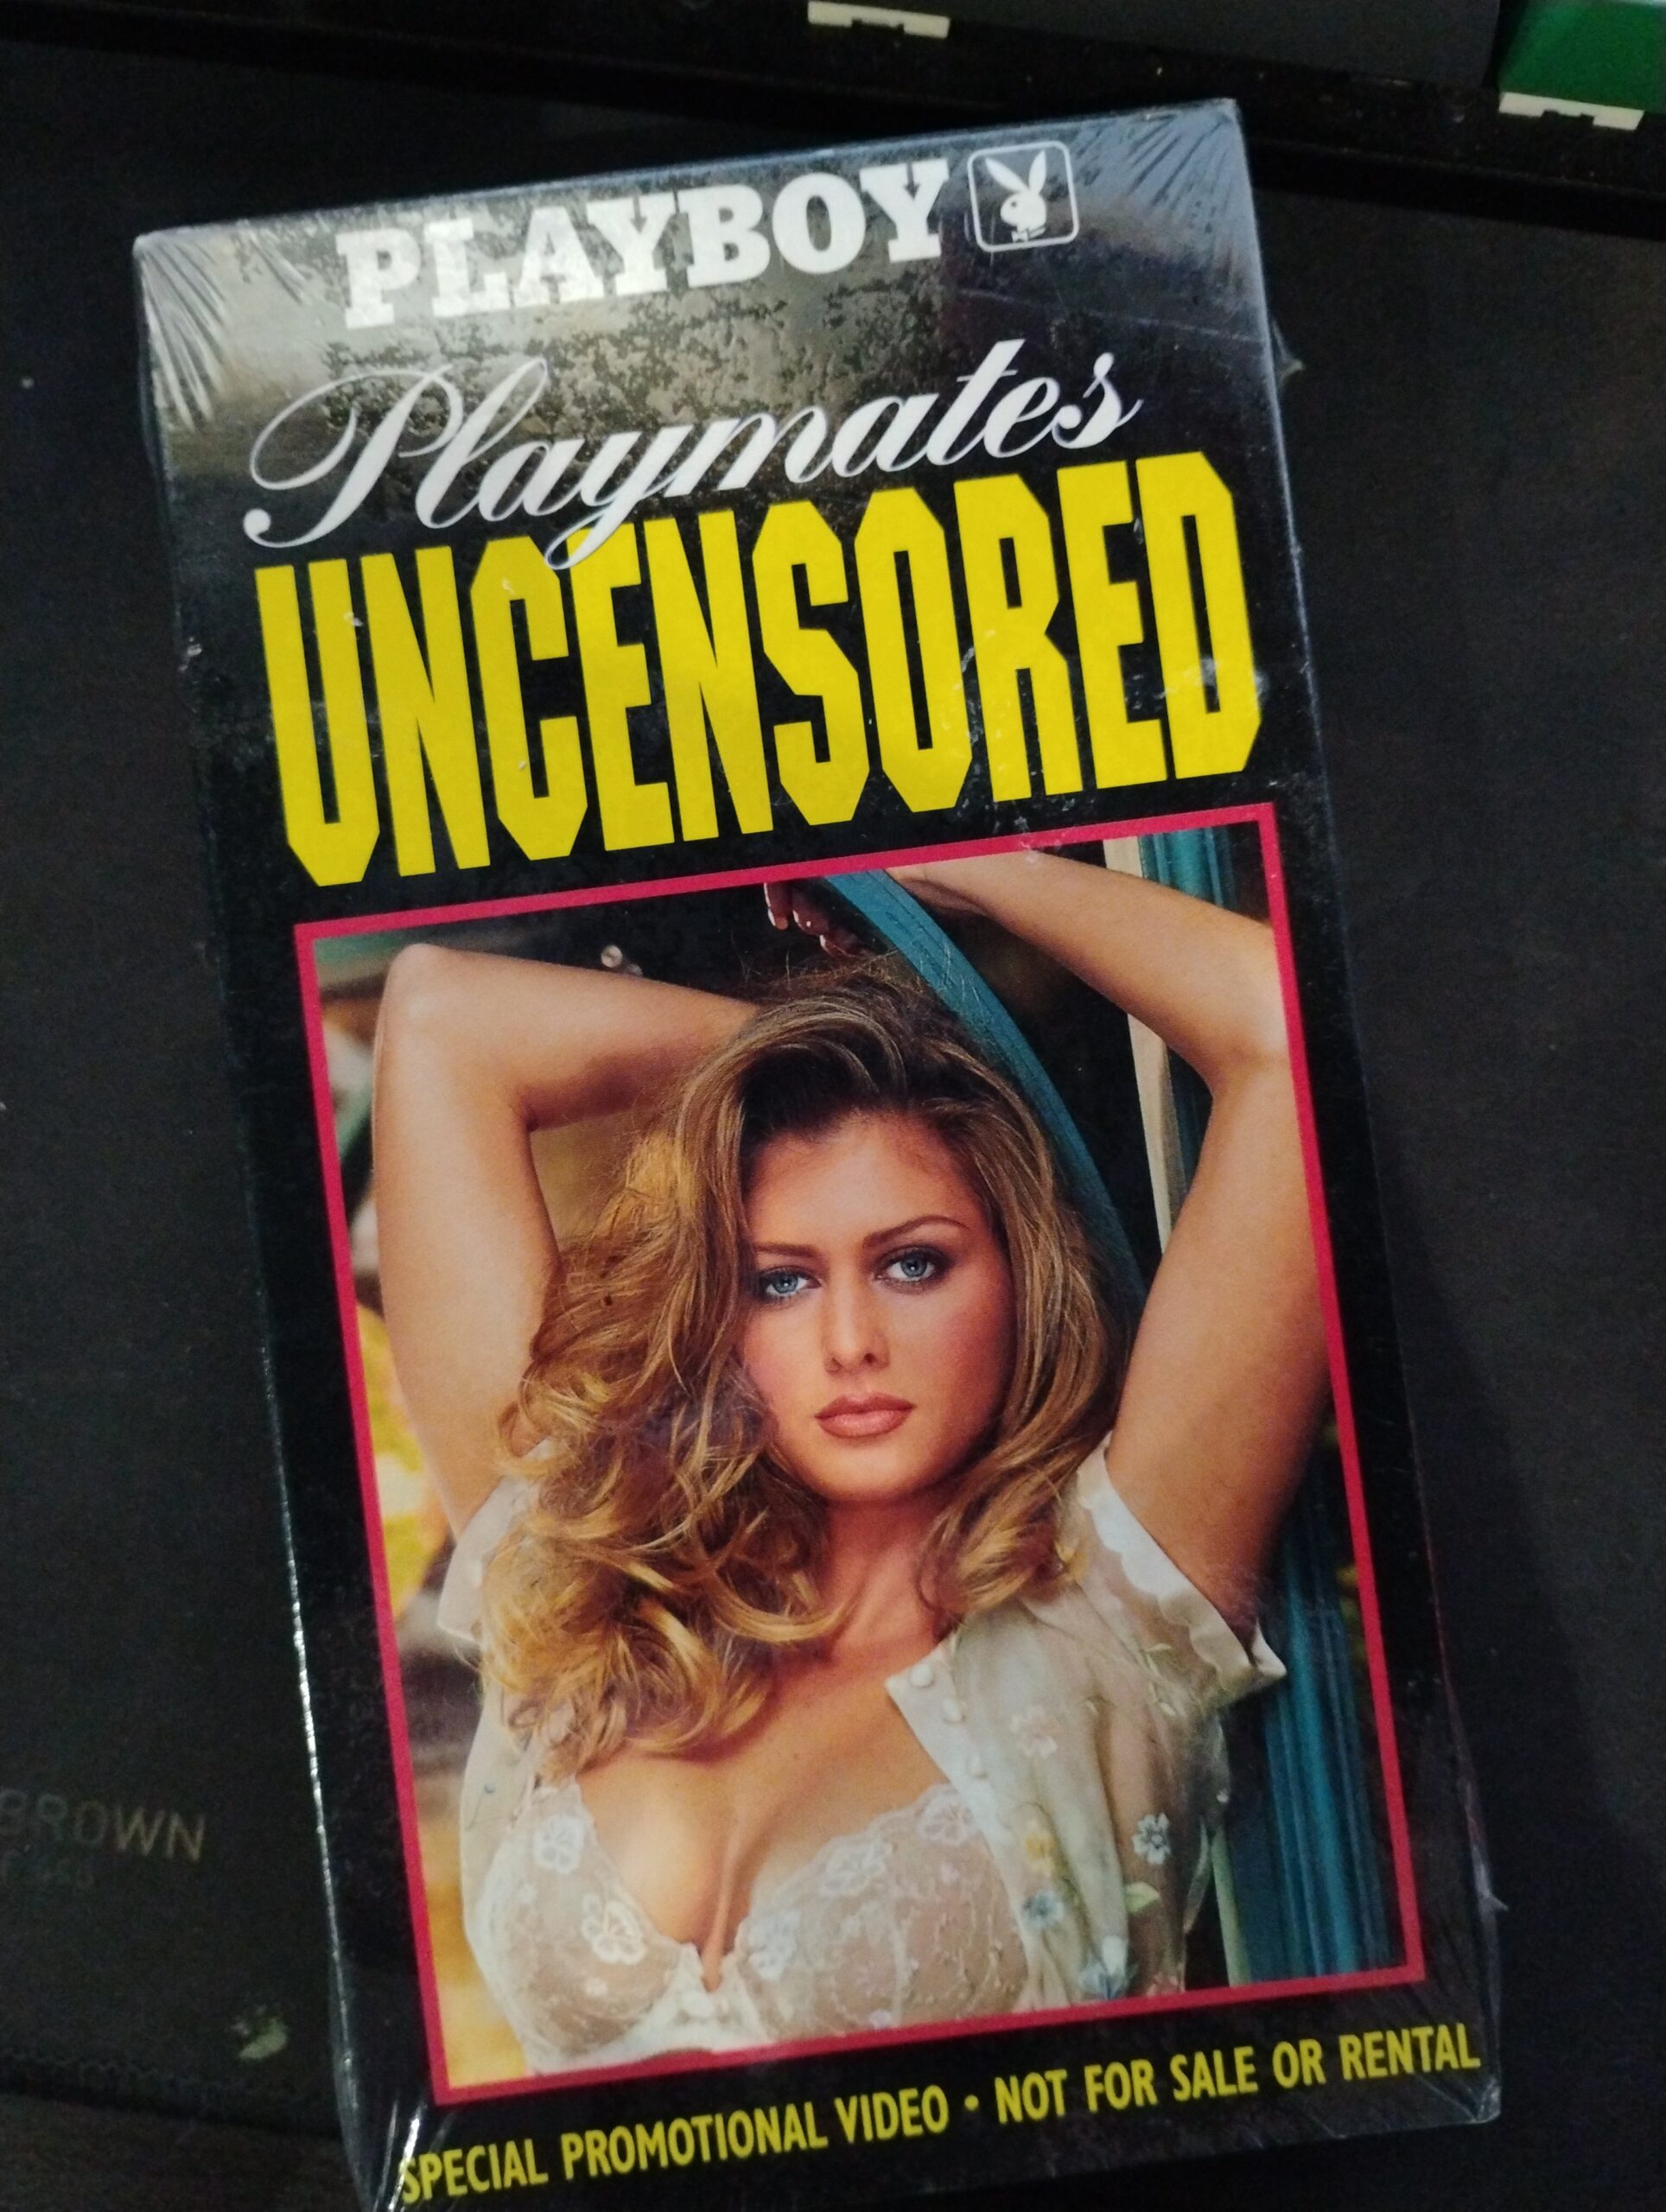 PLAYBOY
Playmates
UNCENSORED
BROWN
SPECIAL PROMOTIONAL VIDEO • NOT FOR SALE OR RENTAL